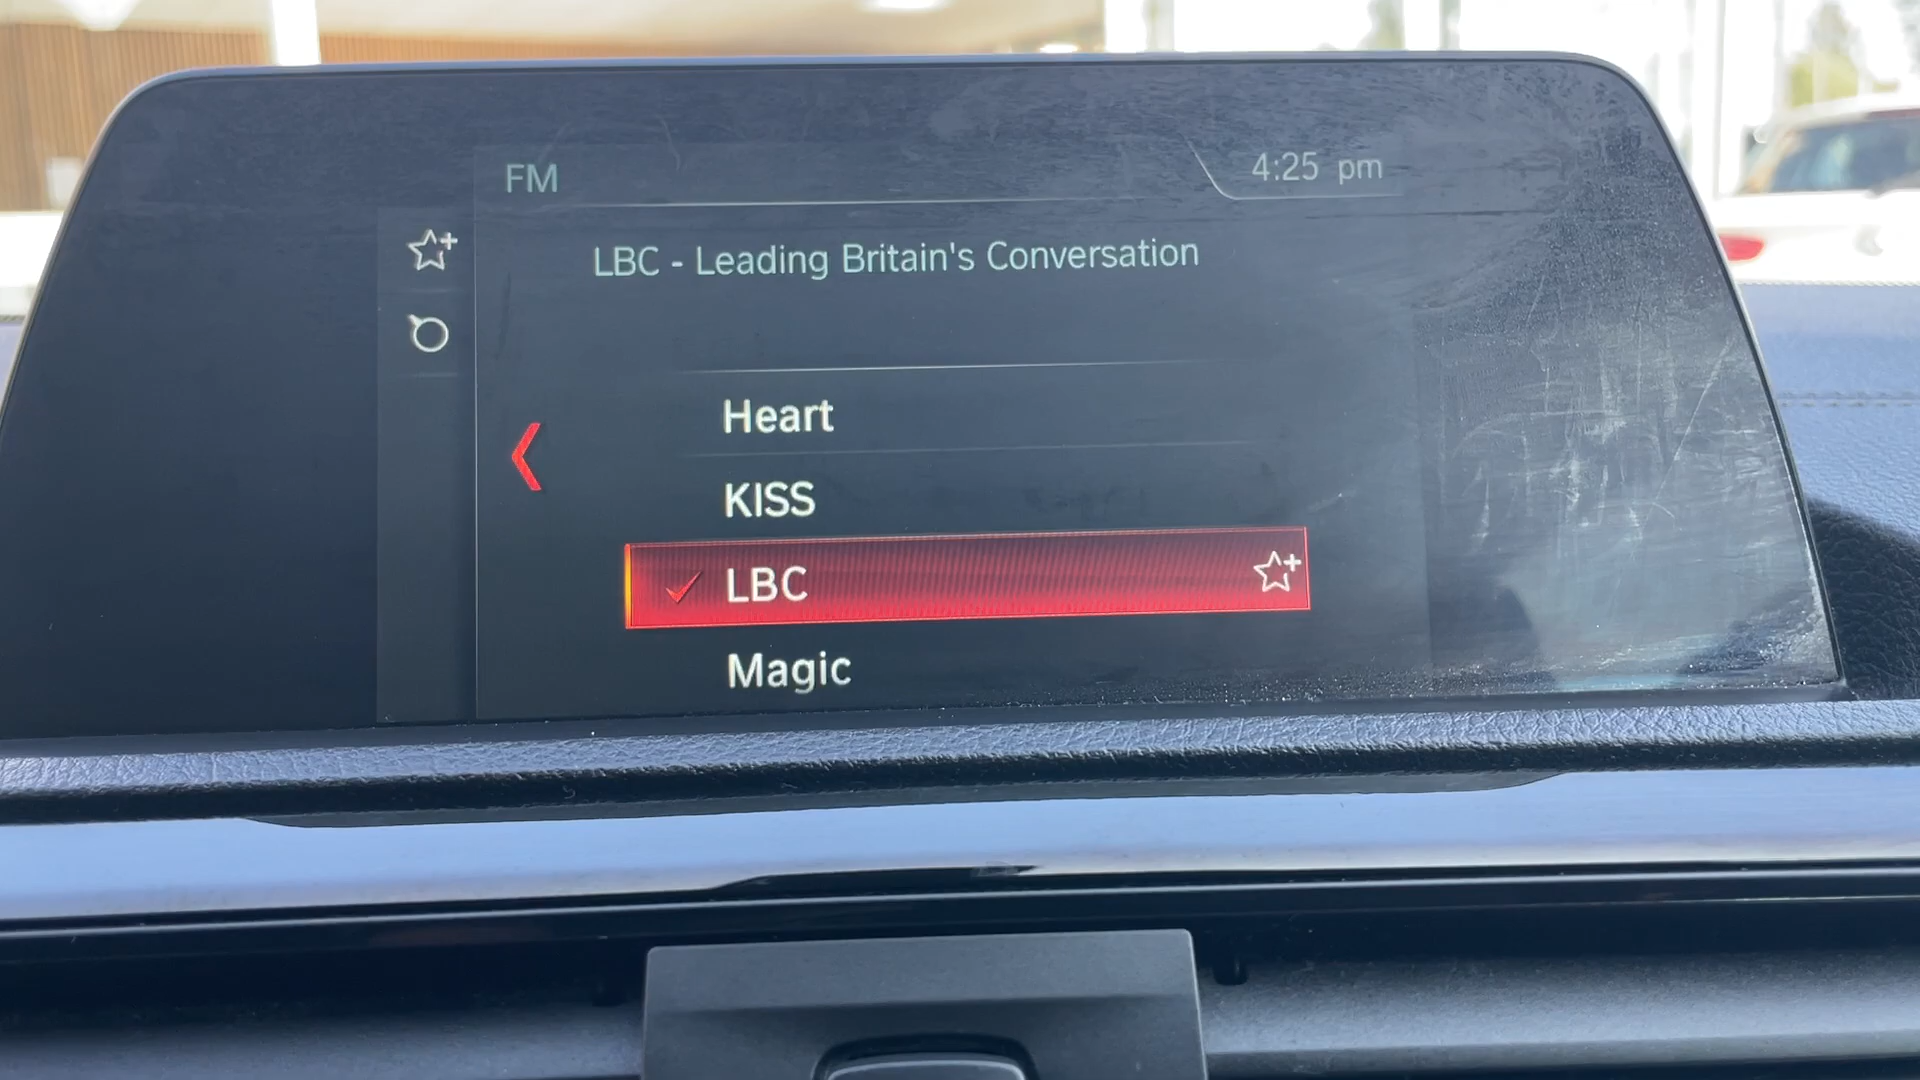 FM
4:25 pm
LBC - Leading Britain's Conversation
Heart
KISS
LBC
Magic